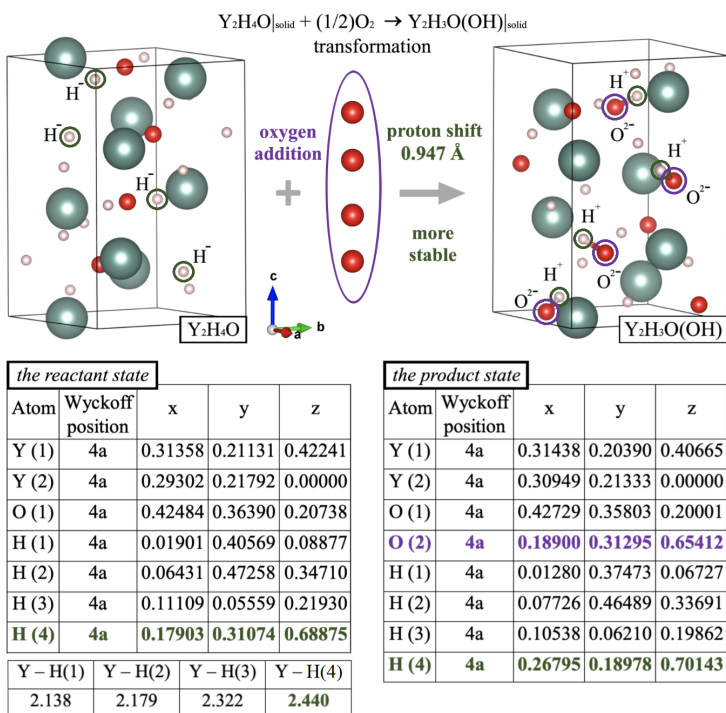 Y₂H₄O|solid + (1/2)O₂ → Y₂H₃O(OH)|solid
transformation
H⁻
H⁻
H⁻
H⁻
oxygen
addition
+
proton shift
0.947 Å
more
stable
H⁺
O²⁻
H⁺
O²⁻
H⁺
O²⁻
H⁺
O²⁻
c
b
a
Y₂H₄O
Y₂H₃O(OH)
the reactant state
Atom Wyckoff position x y z
Y (1) 4a 0.31358 0.21131 0.42241
Y (2) 4a 0.29302 0.21792 0.00000
O (1) 4a 0.42484 0.36390 0.20738
H (1) 4a 0.01901 0.40569 0.08877
H (2) 4a 0.06431 0.47258 0.34710
H (3) 4a 0.11109 0.05559 0.21930
H (4) 4a 0.17903 0.31074 0.68875
Y – H(1) Y – H(2) Y – H(3) Y – H(4)
2.138 2.179 2.322 2.440
the product state
Atom Wyckoff position x y z
Y (1) 4a 0.31438 0.20390 0.40665
Y (2) 4a 0.30949 0.21333 0.00000
O (1) 4a 0.42729 0.35803 0.20001
O (2) 4a 0.18900 0.31295 0.65412
H (1) 4a 0.01280 0.37473 0.06727
H (2) 4a 0.07726 0.46489 0.33691
H (3) 4a 0.10538 0.06210 0.19862
H (4) 4a 0.26795 0.18978 0.70143